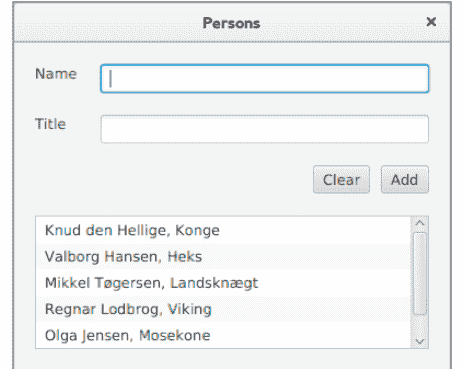 Persons ×
Name
Title
Clear Add
Knud den Hellige, Konge
Valborg Hansen, Heks
Mikkel Tøgersen, Landsknægt
Regnar Lodbrog, Viking
Olga Jensen, Mosekone